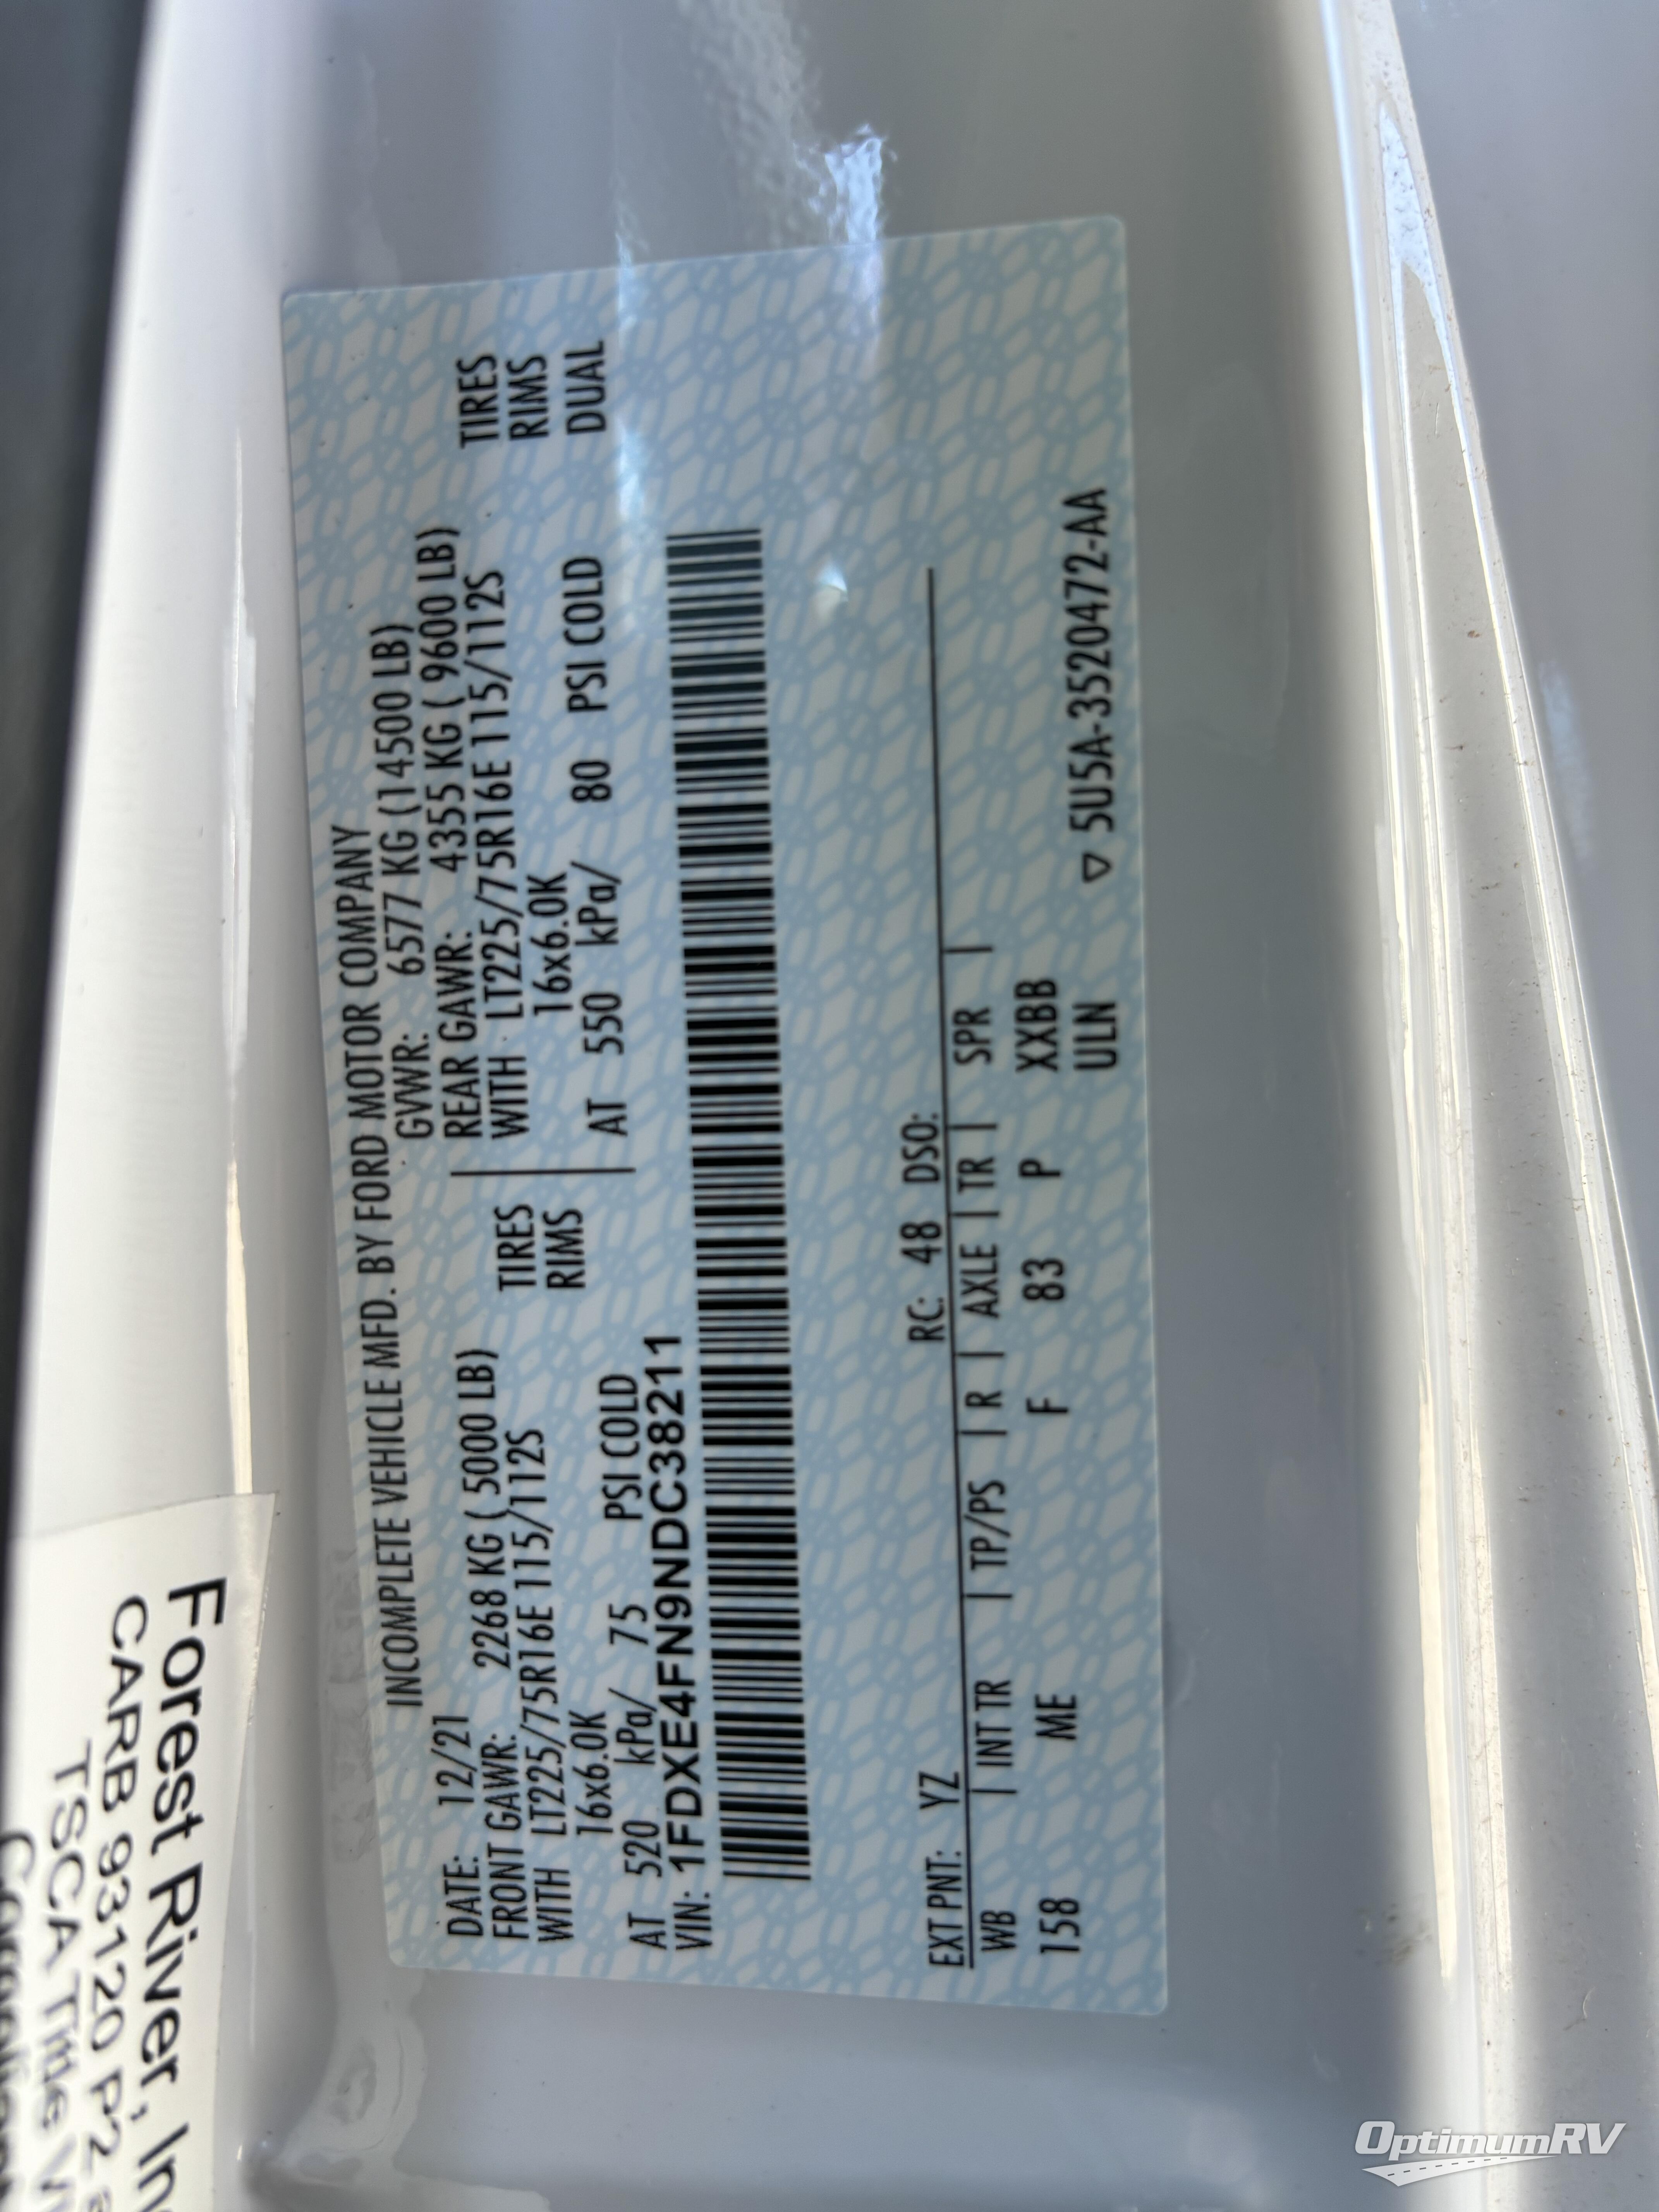 INCOMPLETE VEHICLE MFD. BY FORD MOTOR COMPANY
DATE: 12/21 GVWR: 6577 KG (14500 LB)
FRONT GAWR: 2268 KG ( 5000 LB) REAR GAWR: 4355 KG ( 9600 LB)
WITH LT225/75R16E 115/112S TIRES WITH LT225/75R16E 115/112S TIRES
16x6.0K RIMS 16x6.0K RIMS
AT 520 kPa/ 75 PSI COLD AT 550 kPa/ 80 PSI COLD DUAL
VIN: 1FDXE4FN9NDC38211
EXT PNT: YZ RC: 48 DSO:
WB | INT TR | TP/PS | R | AXLE | TR | SPR |
158 ME F 83 P XXBB
ULN
▽ 5U5A-3520472-AA
Forest River,
CARB 93120 P2
TSCA Title VI
OptimumRV